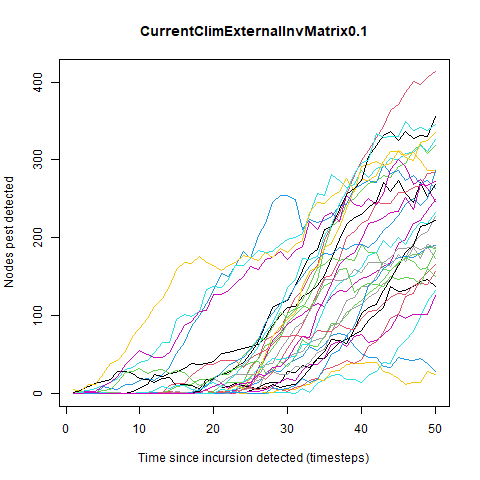 CurrentClimExternalInvMatrix0.1
Nodes pest detected
400
300
200
100
0
0 10 20 30 40 50
Time since incursion detected (timesteps)